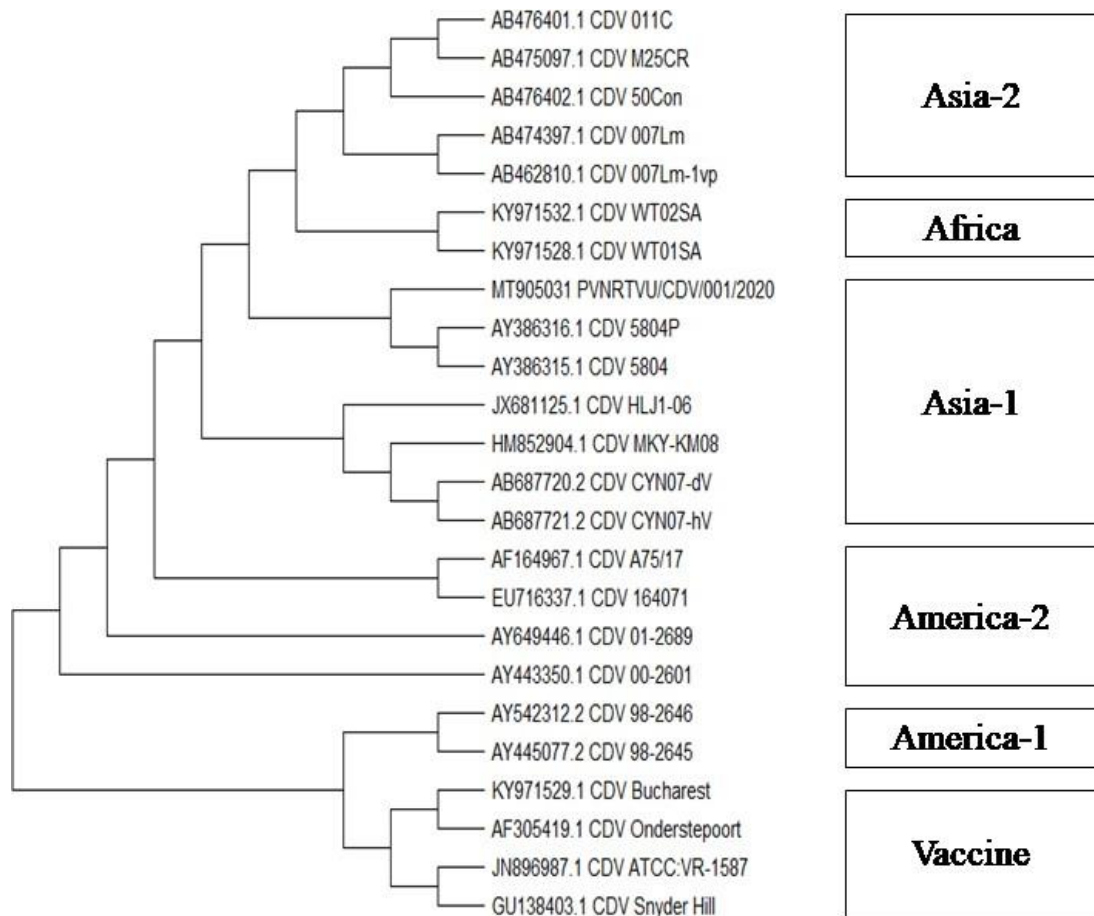 AB476401.1 CDV 011C
AB475097.1 CDV M25CR
AB476402.1 CDV 50Con
AB474397.1 CDV 007Lm
AB462810.1 CDV 007Lm-1vp
Asia-2
KY971532.1 CDV WT02SA
KY971528.1 CDV WT01SA
Africa
MT905031 PVNRTVU/CDV/001/2020
AY386316.1 CDV 5804P
AY386315.1 CDV 5804
JX681125.1 CDV HLJ1-06
HM852904.1 CDV MKY-KM08
AB687720.2 CDV CYN07-dV
AB687721.2 CDV CYN07-hV
Asia-1
AF164967.1 CDV A75/17
EU716337.1 CDV 164071
AY649446.1 CDV 01-2689
AY443350.1 CDV 00-2601
America-2
AY542312.2 CDV 98-2646
AY445077.2 CDV 98-2645
America-1
KY971529.1 CDV Bucharest
AF305419.1 CDV Onderstepoort
JN896987.1 CDV ATCC:VR-1587
GU138403.1 CDV Snyder Hill
Vaccine